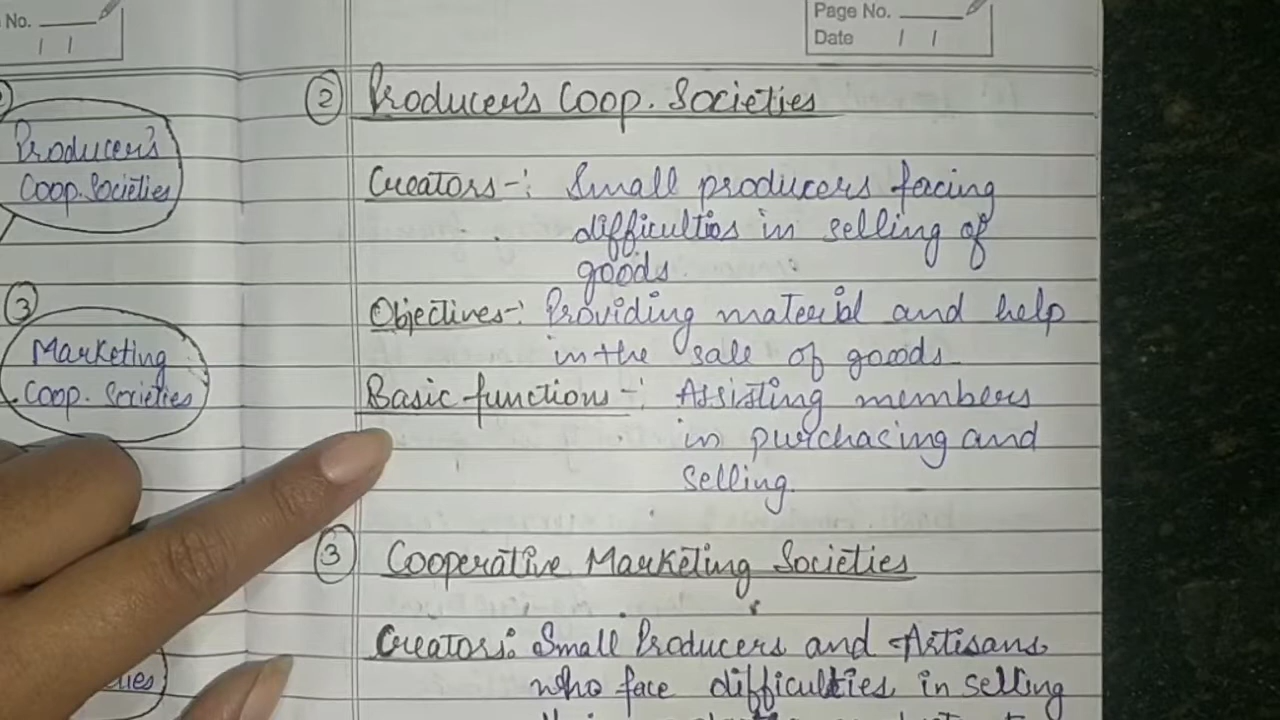 No.
/ /
Producer's
Coop. Societies
3
Marketing
Coop. Societies
Page No.
Date / /
2 Producer's Coop. Societies
Creators-: Small producers facing
difficulties in selling of
goods.
Objectives-: Providing material and help
in the sale of goods
Basic functions-: Assisting members
in purchasing and
selling.
3 Cooperative Marketing Societies
Creators: Small Producers and Artisans
who face difficulties in selling